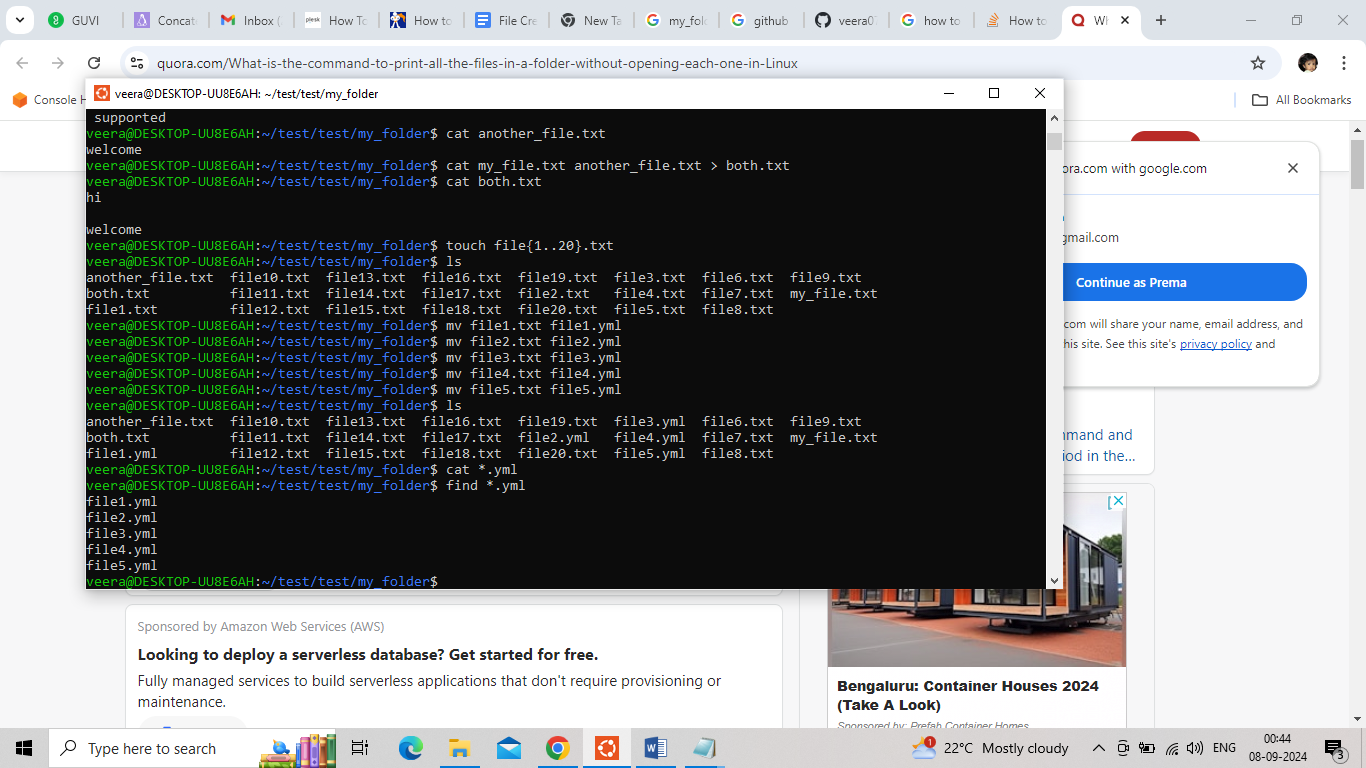 GUVI
Concat
Inbox (
plesk
How To
How to
File Cre
New Ta
my_fol
github
veera0
how to
How to
Wh
quora.com/What-is-the-command-to-print-all-the-files-in-a-folder-without-opening-each-one-in-Linux
Console H
All Bookmarks
veera@DESKTOP-UU8E6AH: ~/test/test/my_folder
supported
veera@DESKTOP-UU8E6AH:~/test/test/my_folder$ cat another_file.txt
welcome
veera@DESKTOP-UU8E6AH:~/test/test/my_folder$ cat my_file.txt another_file.txt > both.txt
veera@DESKTOP-UU8E6AH:~/test/test/my_folder$ cat both.txt
hi
welcome
veera@DESKTOP-UU8E6AH:~/test/test/my_folder$ touch file{1..20}.txt
veera@DESKTOP-UU8E6AH:~/test/test/my_folder$ ls
another_file.txt file10.txt file13.txt file16.txt file19.txt file3.txt file6.txt file9.txt
both.txt file11.txt file14.txt file17.txt file2.txt file4.txt file7.txt my_file.txt
file1.txt file12.txt file15.txt file18.txt file20.txt file5.txt file8.txt
veera@DESKTOP-UU8E6AH:~/test/test/my_folder$ mv file1.txt file1.yml
veera@DESKTOP-UU8E6AH:~/test/test/my_folder$ mv file2.txt file2.yml
veera@DESKTOP-UU8E6AH:~/test/test/my_folder$ mv file3.txt file3.yml
veera@DESKTOP-UU8E6AH:~/test/test/my_folder$ mv file4.txt file4.yml
veera@DESKTOP-UU8E6AH:~/test/test/my_folder$ mv file5.txt file5.yml
veera@DESKTOP-UU8E6AH:~/test/test/my_folder$ ls
another_file.txt file10.txt file13.txt file16.txt file19.txt file3.yml file6.txt file9.txt
both.txt file11.txt file14.txt file17.txt file2.yml file4.yml file7.txt my_file.txt
file1.yml file12.txt file15.txt file18.txt file20.txt file5.yml file8.txt
veera@DESKTOP-UU8E6AH:~/test/test/my_folder$ cat *.yml
veera@DESKTOP-UU8E6AH:~/test/test/my_folder$ find *.yml
file1.yml
file2.yml
file3.yml
file4.yml
file5.yml
veera@DESKTOP-UU8E6AH:~/test/test/my_folder$
ora.com with google.com
gmail.com
Continue as Prema
com will share your name, email address, and
his site. See this site's privacy policy and
mmand and
iod in the...
Sponsored by Amazon Web Services (AWS)
Looking to deploy a serverless database? Get started for free.
Fully managed services to build serverless applications that don't require provisioning or
maintenance.
Bengaluru: Container Houses 2024
(Take A Look)
Sponsored by: Prefab Container Homes
Type here to search
1
22°C Mostly cloudy
ENG
00:44
08-09-2024
3